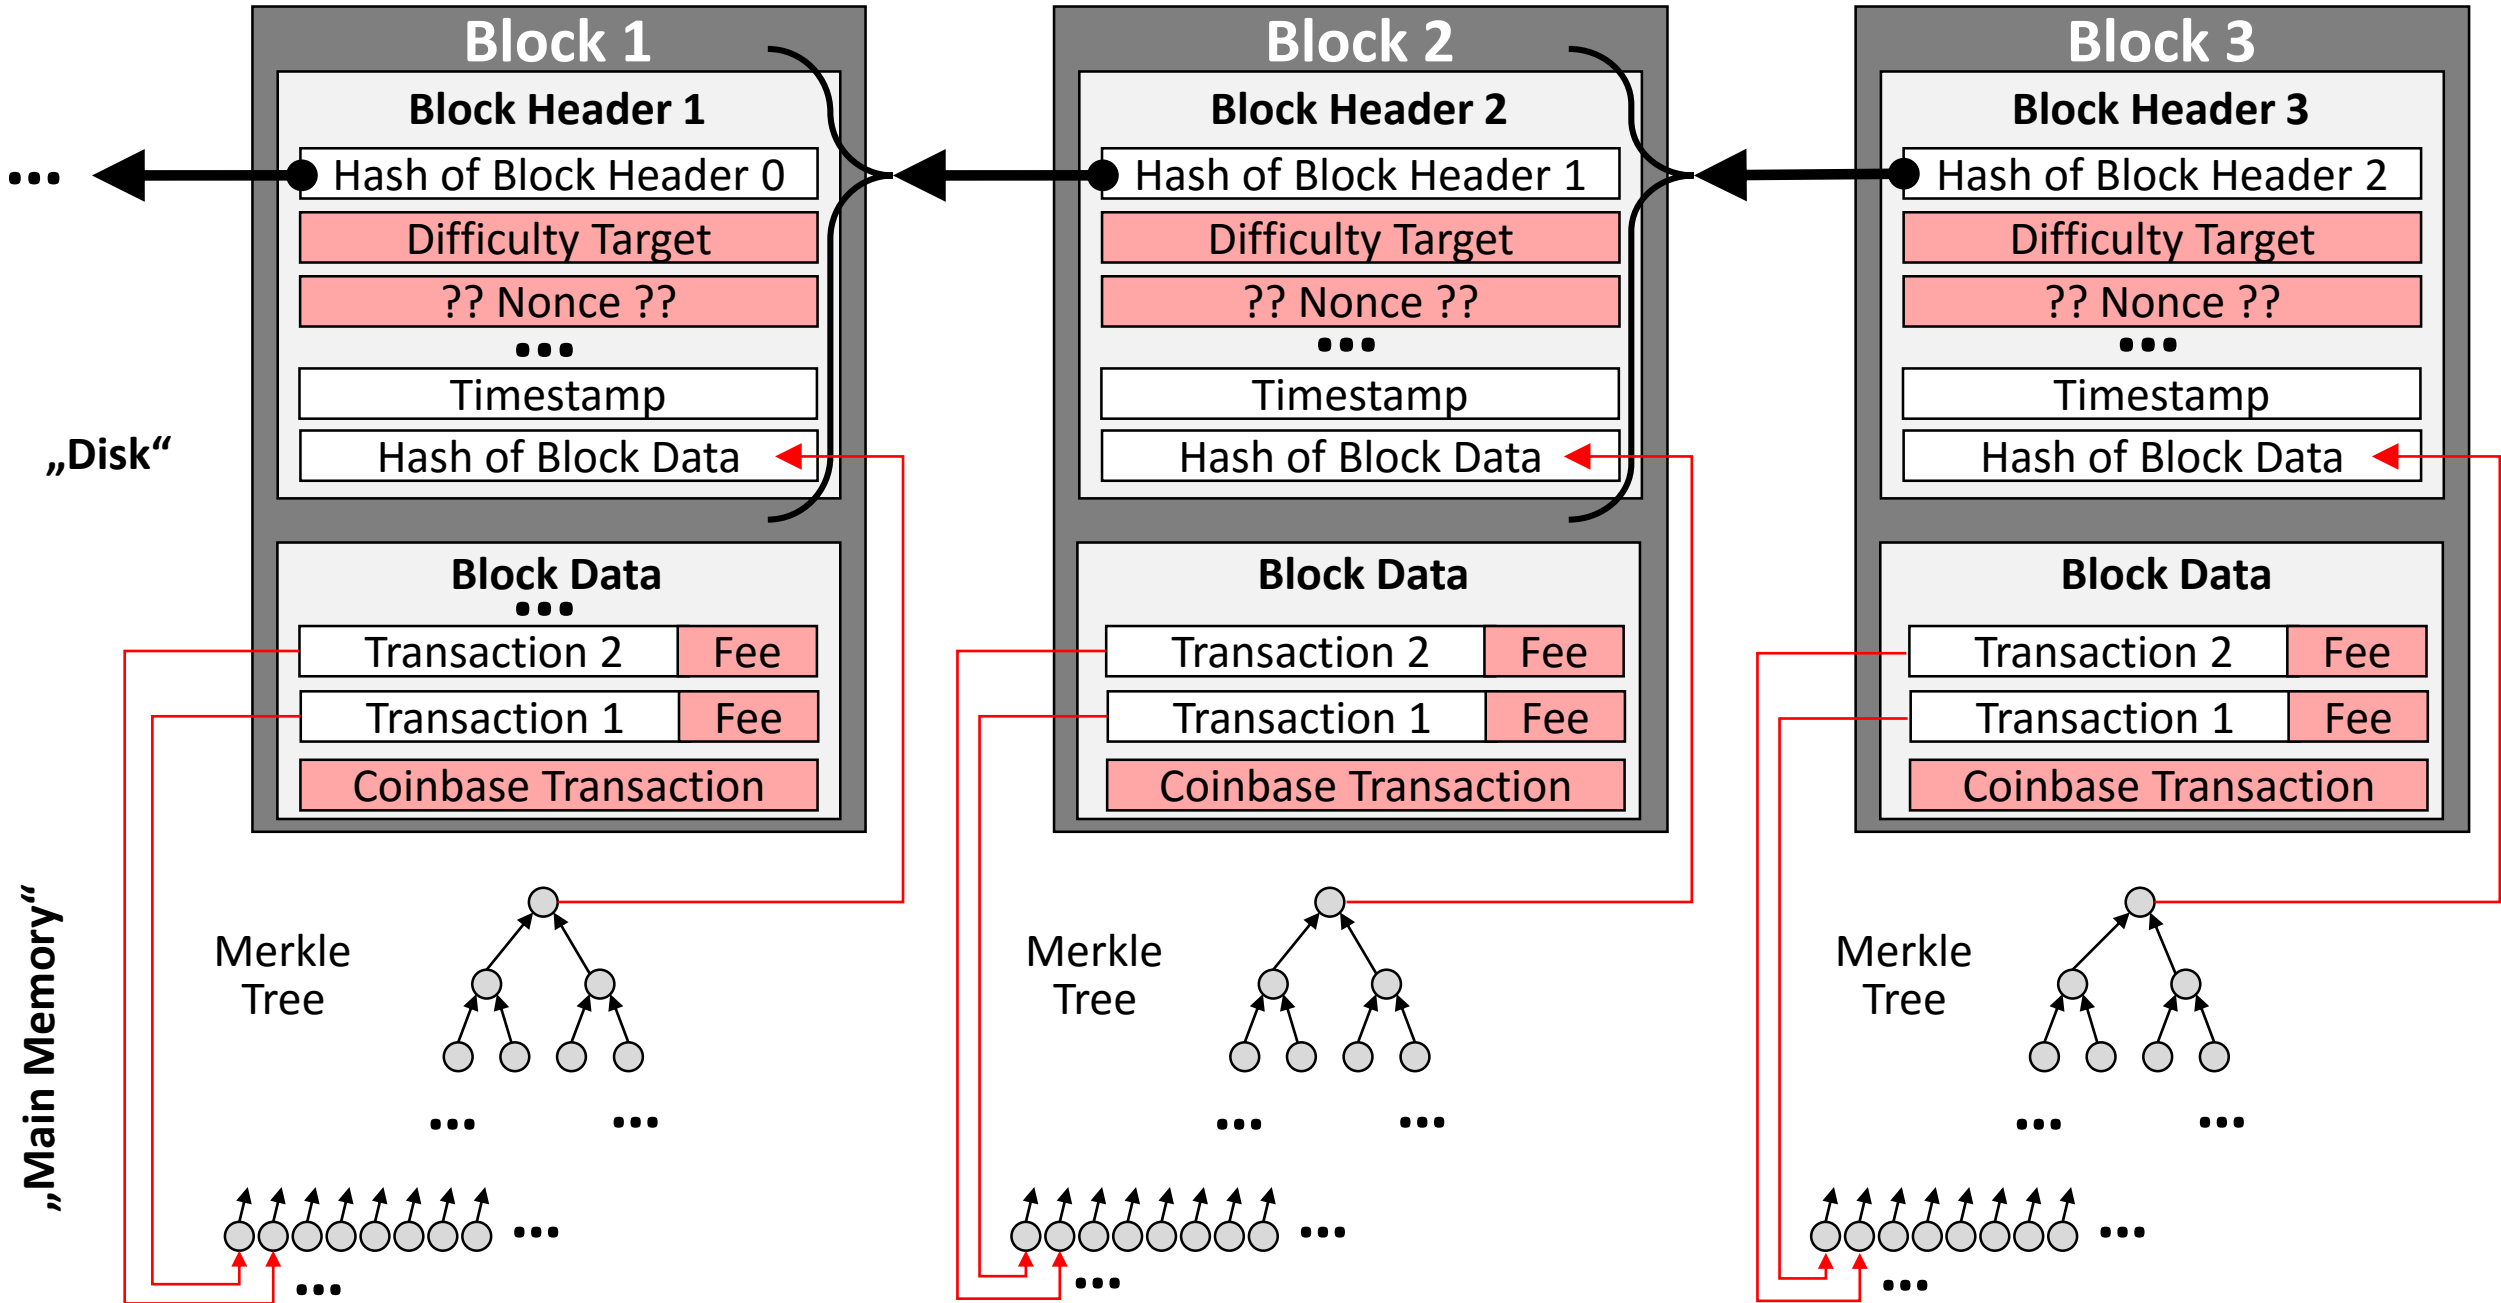 Block 1
Block Header 1
... Hash of Block Header 0
Difficulty Target
?? Nonce ??
...
Timestamp
Hash of Block Data
Block Data
...
Transaction 2 Fee
Transaction 1 Fee
Coinbase Transaction
Block 2
Block Header 2
Hash of Block Header 1
Difficulty Target
?? Nonce ??
...
Timestamp
Hash of Block Data
Block Data
Transaction 2 Fee
Transaction 1 Fee
Coinbase Transaction
Block 3
Block Header 3
Hash of Block Header 2
Difficulty Target
?? Nonce ??
...
Timestamp
Hash of Block Data
Block Data
Transaction 2 Fee
Transaction 1 Fee
Coinbase Transaction
„Disk“
„Main Memory“
Merkle
Tree
... ...
...
...
Merkle
Tree
... ...
...
...
Merkle
Tree
... ...
...
...